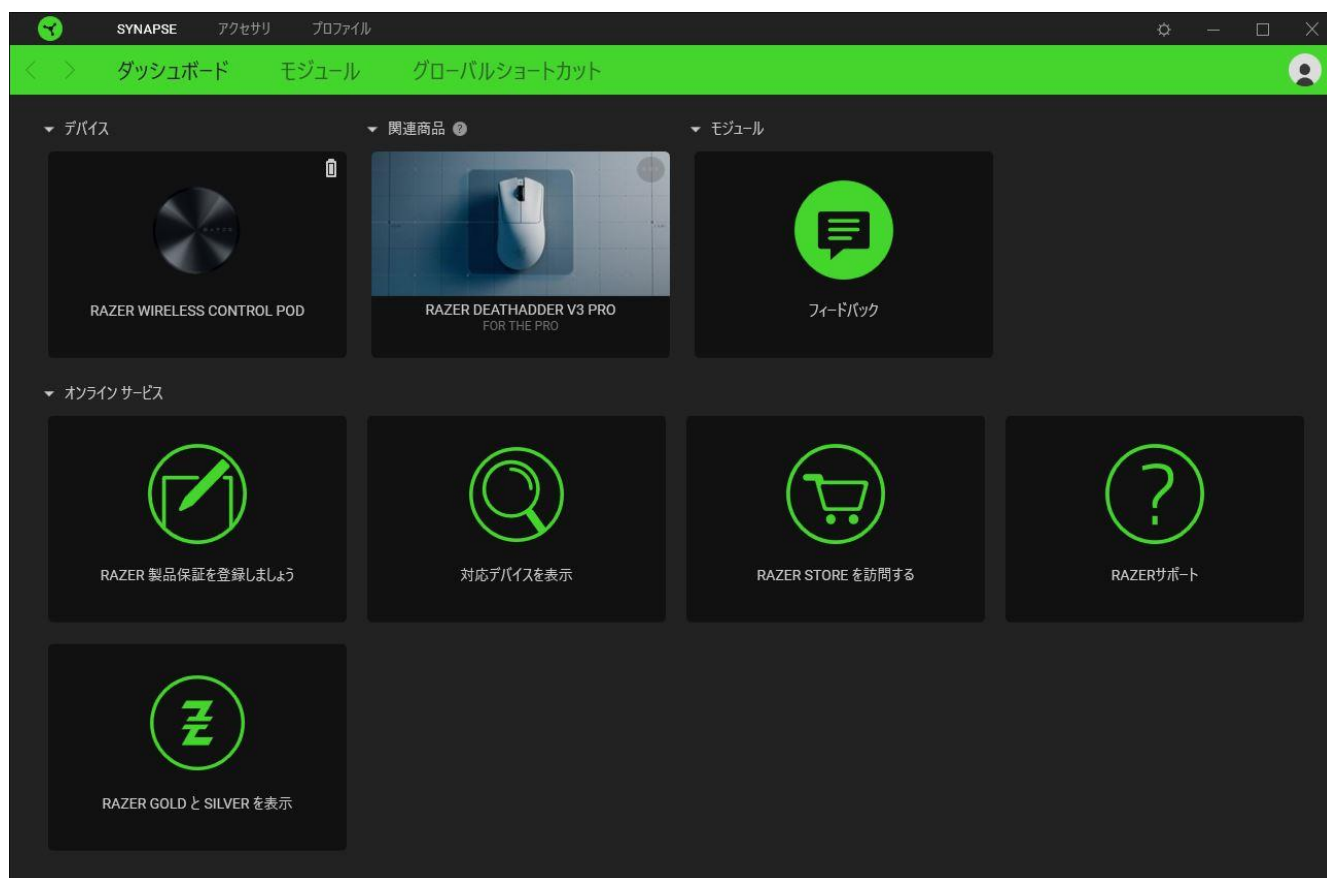 SYNAPSE アクセサリ プロファイル
ダッシュボード モジュール グローバルショートカット
デバイス
関連商品 ?
モジュール
RAZER WIRELESS CONTROL POD
RAZER DEATHADDER V3 PRO
FOR THE PRO
フィードバック
オンライン サービス
RAZER 製品保証を登録しましょう
対応デバイスを表示
RAZER STORE を訪問する
RAZERサポート
RAZER GOLD と SILVER を表示